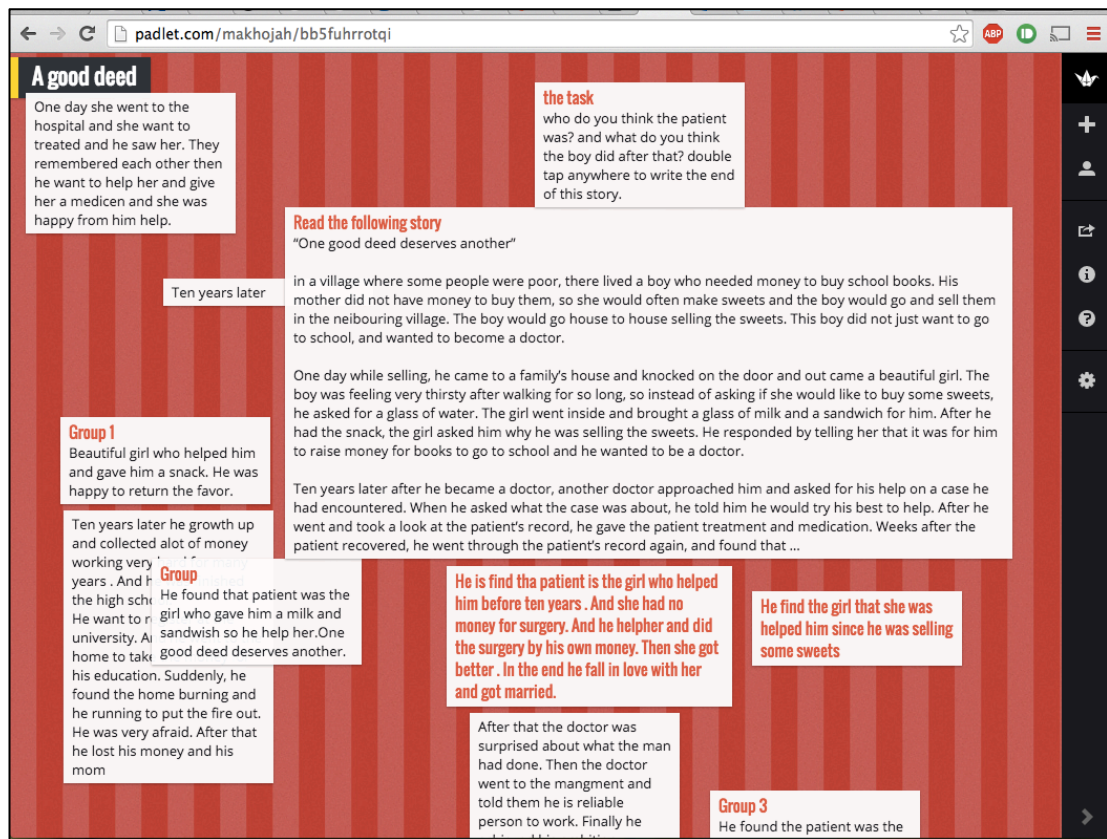 padlet.com/makhojah/bb5fuhrrotqi
ABP
A good deed
One day she went to the
hospital and she want to
treated and he saw her. They
remembered each other then
he want to help her and give
her a medicen and she was
happy from him help.
the task
who do you think the patient
was? and what do you think
the boy did after that? double
tap anywhere to write the end
of this story.
Read the following story
“One good deed deserves another”
in a village where some people were poor, there lived a boy who needed money to buy school books. His
mother did not have money to buy them, so she would often make sweets and the boy would go and sell them
in the neibouring village. The boy would go house to house selling the sweets. This boy did not just want to go
to school, and wanted to become a doctor.
One day while selling, he came to a family’s house and knocked on the door and out came a beautiful girl. The
boy was feeling very thirsty after walking for so long, so instead of asking if she would like to buy some sweets,
he asked for a glass of water. The girl went inside and brought a glass of milk and a sandwich for him. After he
had the snack, the girl asked him why he was selling the sweets. He responded by telling her that it was for him
to raise money for books to go to school and he wanted to be a doctor.
Ten years later after he became a doctor, another doctor approached him and asked for his help on a case he
had encountered. When he asked what the case was about, he told him he would try his best to help. After he
went and took a look at the patient’s record, he gave the patient treatment and medication. Weeks after the
patient recovered, he went through the patient’s record again, and found that ...
Ten years later
Group 1
Beautiful girl who helped him
and gave him a snack. He was
happy to return the favor.
Ten years later he growth up
and collected alot of money
working very for many
years . And
the high
He want to
university.
home to take
his education. Suddenly, he
found the home burning and
he running to put the fire out.
He was very afraid. After that
he lost his money and his
mom
Group
He found that patient was the
girl who gave him a milk and
sandwish so he help her.One
good deed deserves another.
He is find tha patient is the girl who helped
him before ten years . And she had no
money for surgery. And he helpher and did
the surgery by his own money. Then she got
better . In the end he fall in love with her
and got married.
He find the girl that she was
helped him since he was selling
some sweets
After that the doctor was
surprised about what the man
had done. Then the doctor
went to the mangment and
told them he is reliable
person to work. Finally he
Group 3
He found the patient was the